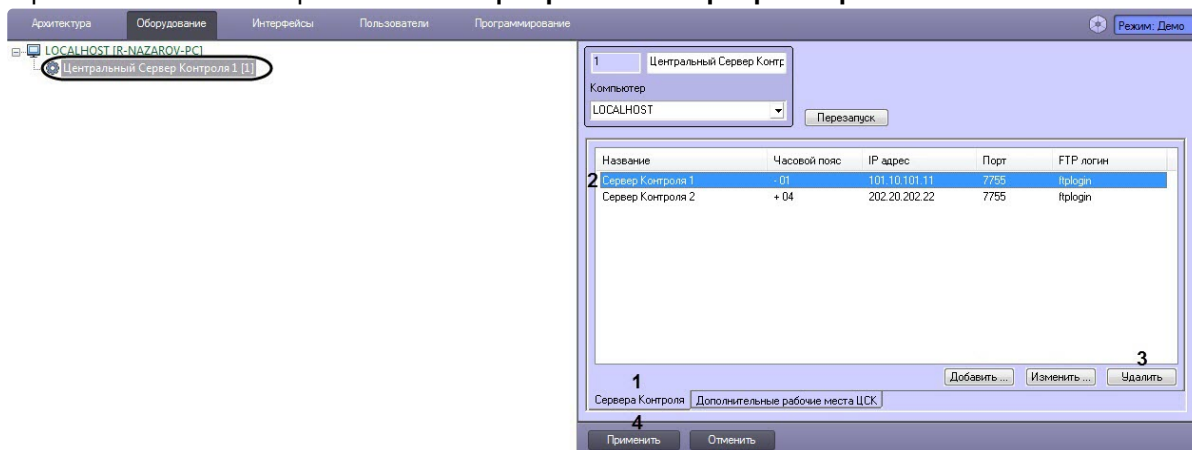 Архитектура Оборудование Интерфейсы Пользователи Программирование Режим: Демо
LOCALHOST [R-NAZAROV-PC]
Центральный Сервер Контроля 1 [1]
1 Центральный Сервер Контр
Компьютер
LOCALHOST
Перезапуск
Название Часовой пояс IP адрес Порт FTP логин
2 Сервер Контроля 1 - 01 101.10.101.11 7755 ftplogin
Сервер Контроля 2 + 04 202.20.202.22 7755 ftplogin
3
Добавить ... Изменить ... Удалить
1
Сервера Контроля Дополнительные рабочие места ЦСК
4
Применить Отменить